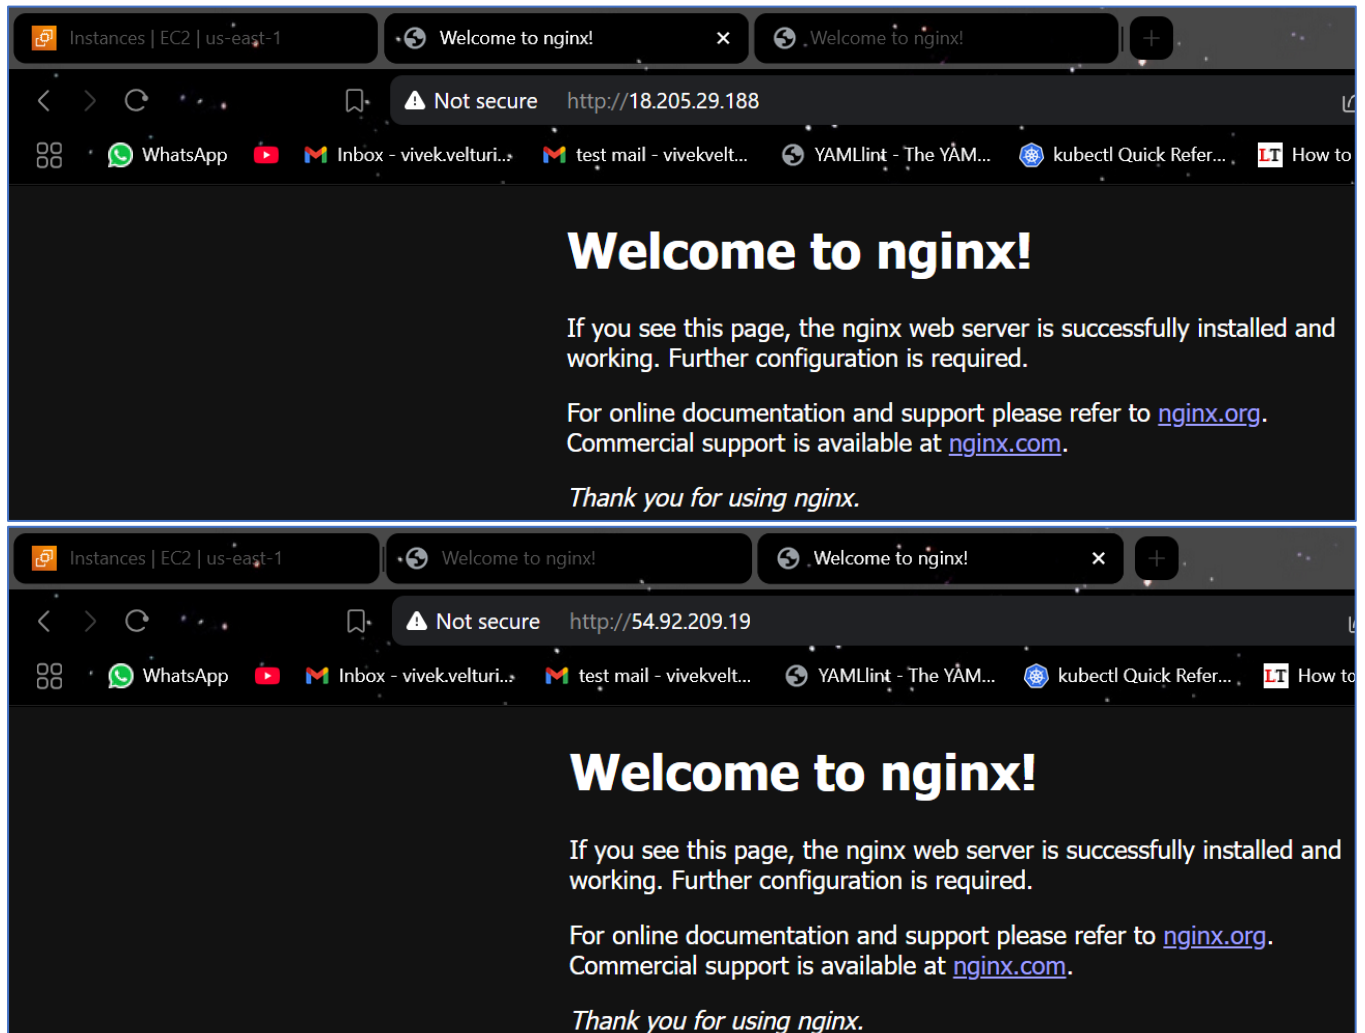 Instances | EC2 | us-east-1
Welcome to nginx!
Welcome to nginx!
Not secure http://18.205.29.188
WhatsApp
Inbox - vivek.velturi...
test mail - vivekvelt...
YAMLlint - The YAM...
kubectl Quick Refer...
LT How to
Welcome to nginx!
If you see this page, the nginx web server is successfully installed and
working. Further configuration is required.
For online documentation and support please refer to nginx.org.
Commercial support is available at nginx.com.
Thank you for using nginx.
Instances | EC2 | us-east-1
Welcome to nginx!
Welcome to nginx!
Not secure http://54.92.209.19
WhatsApp
Inbox - vivek.velturi...
test mail - vivekvelt...
YAMLlint - The YAM...
kubectl Quick Refer...
LT How to
Welcome to nginx!
If you see this page, the nginx web server is successfully installed and
working. Further configuration is required.
For online documentation and support please refer to nginx.org.
Commercial support is available at nginx.com.
Thank you for using nginx.